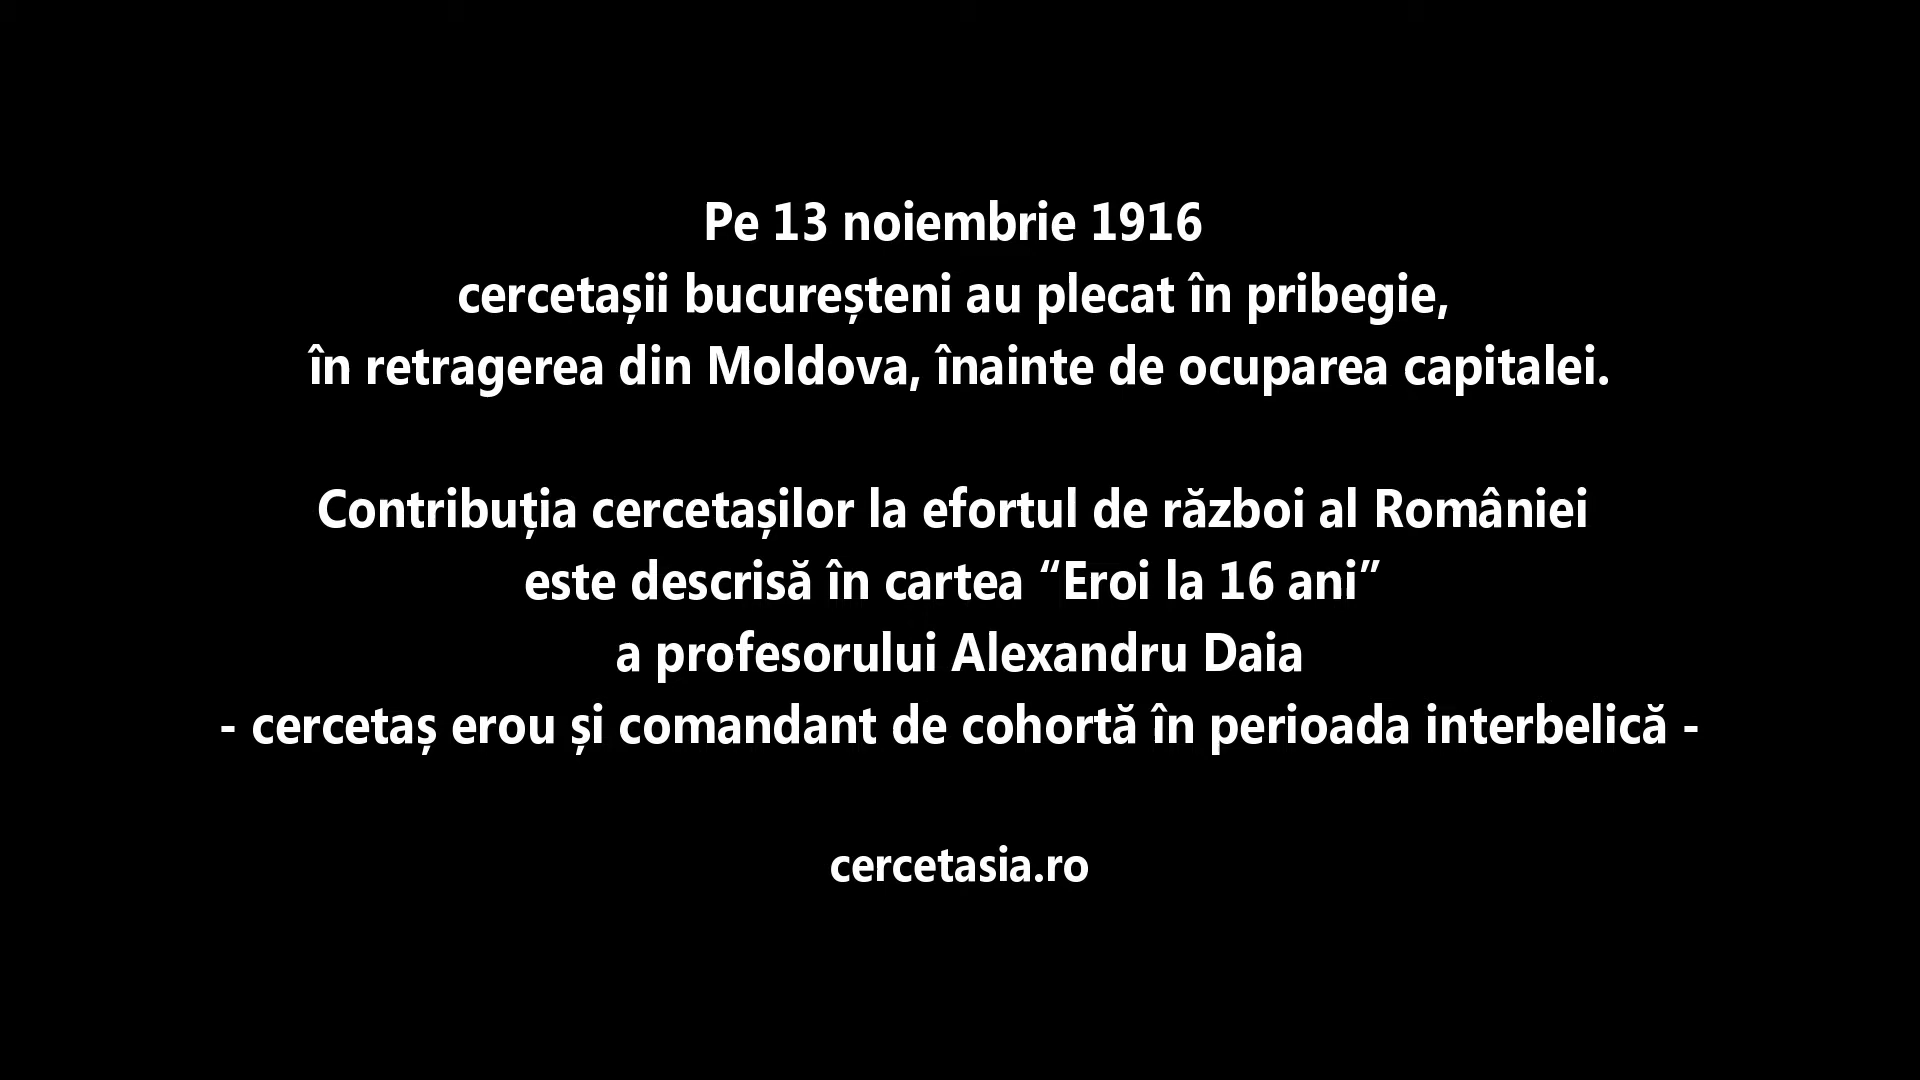 Pe 13 noiembrie 1916
cercetașii bucureșteni au plecat în pribegie,
în retragerea din Moldova, înainte de ocuparea capitalei.
Contribuția cercetașilor la efortul de război al României
este descrisă în cartea “Eroi la 16 ani”
a profesorului Alexandru Daia
- cercetaș erou și comandant de cohortă în perioada interbelică -
cercetasia.ro